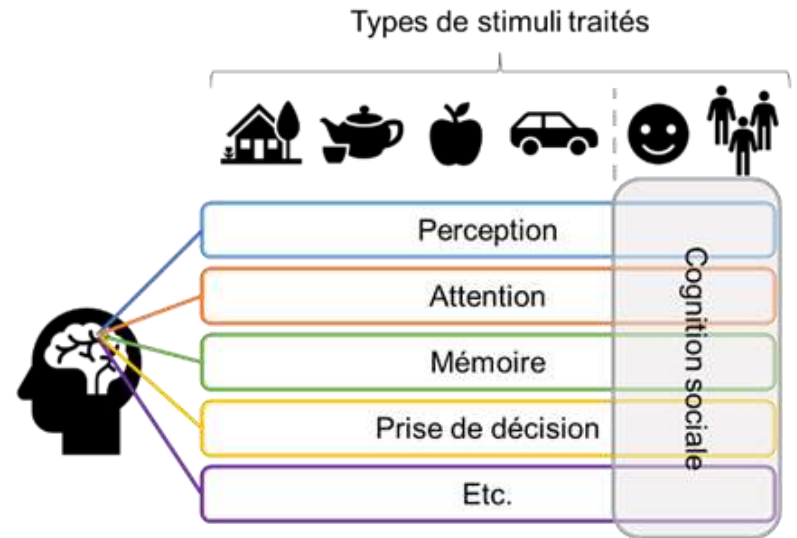 Types de stimuli traités
Perception
Attention
Mémoire
Prise de décision
Etc.
Cognition sociale